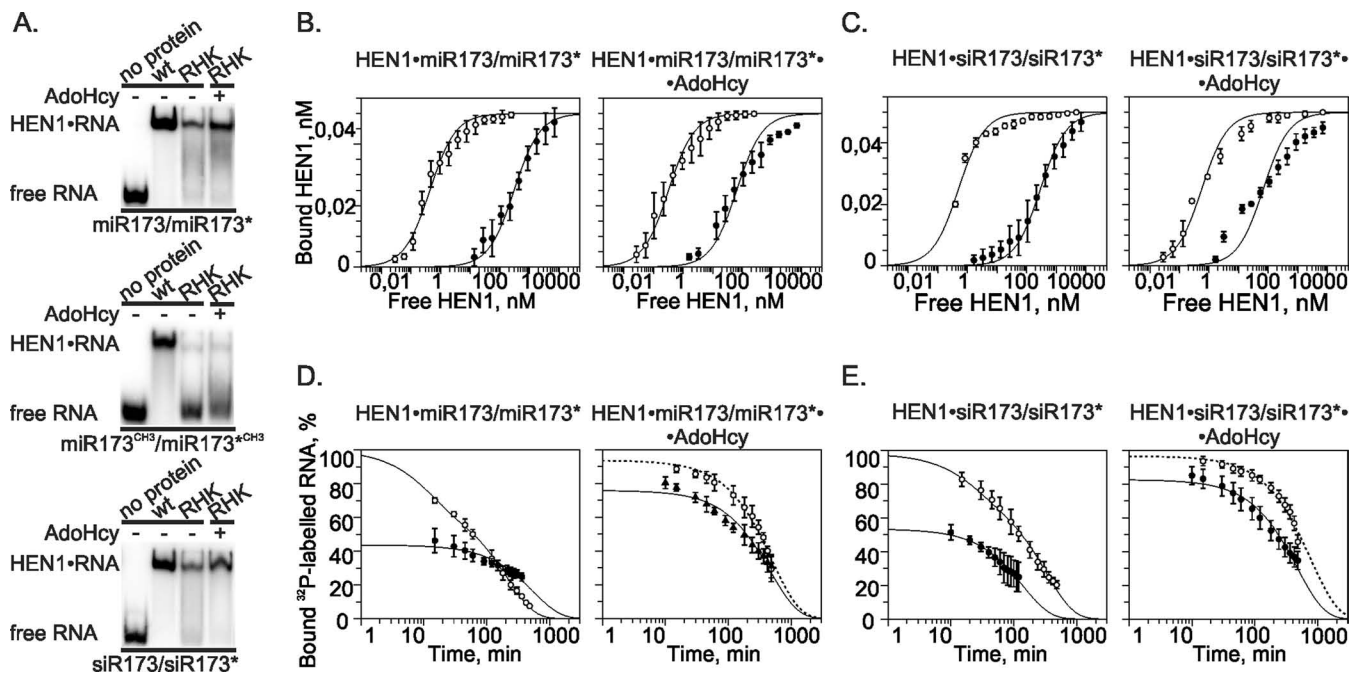 A.
no protein
wt
RHK
RHK
AdoHcy - - - +
HEN1•RNA
free RNA
miR173/miR173*
no protein
wt
RHK
RHK
AdoHcy - - - +
HEN1•RNA
free RNA
miR173CH3/miR173*CH3
no protein
wt
RHK
RHK
AdoHcy - - - +
HEN1•RNA
free RNA
siR173/siR173*
B.
HEN1•miR173/miR173*
HEN1•miR173/miR173*•
•AdoHcy
Bound HEN1, nM
0,04
0,02
0
0,01 1 100 10000
Free HEN1, nM
0,01 1 100 10000
Free HEN1, nM
C.
HEN1•siR173/siR173*
HEN1•siR173/siR173*•
•AdoHcy
0,04
0,02
0
0,01 1 100 10000
Free HEN1, nM
0,01 1 100 10000
Free HEN1, nM
D.
HEN1•miR173/miR173*
HEN1•miR173/miR173*•
•AdoHcy
Bound 32P-labelled RNA, %
100
80
60
40
20
0
1 10 100 1000
Time, min
1 10 100 1000
Time, min
E.
HEN1•siR173/siR173*
HEN1•siR173/siR173*•
•AdoHcy
100
80
60
40
20
0
1 10 100 1000
Time, min
1 10 100 1000
Time, min